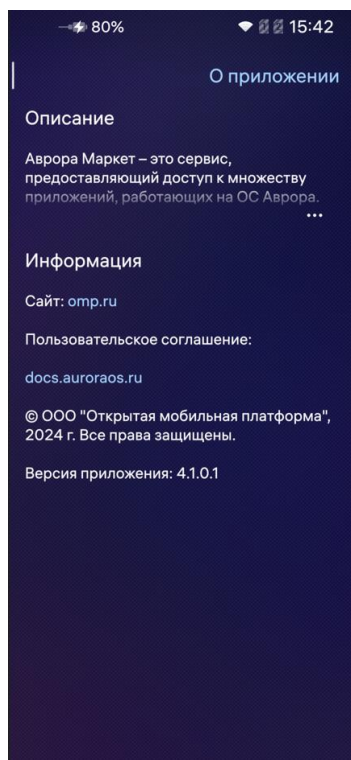 80%
15:42
О приложении
Описание
Аврора Маркет – это сервис,
предоставляющий доступ к множеству
приложений, работающих на ОС Аврора.
...
Информация
Сайт: omp.ru
Пользовательское соглашение:
docs.auroraos.ru
© ООО "Открытая мобильная платформа",
2024 г. Все права защищены.
Версия приложения: 4.1.0.1